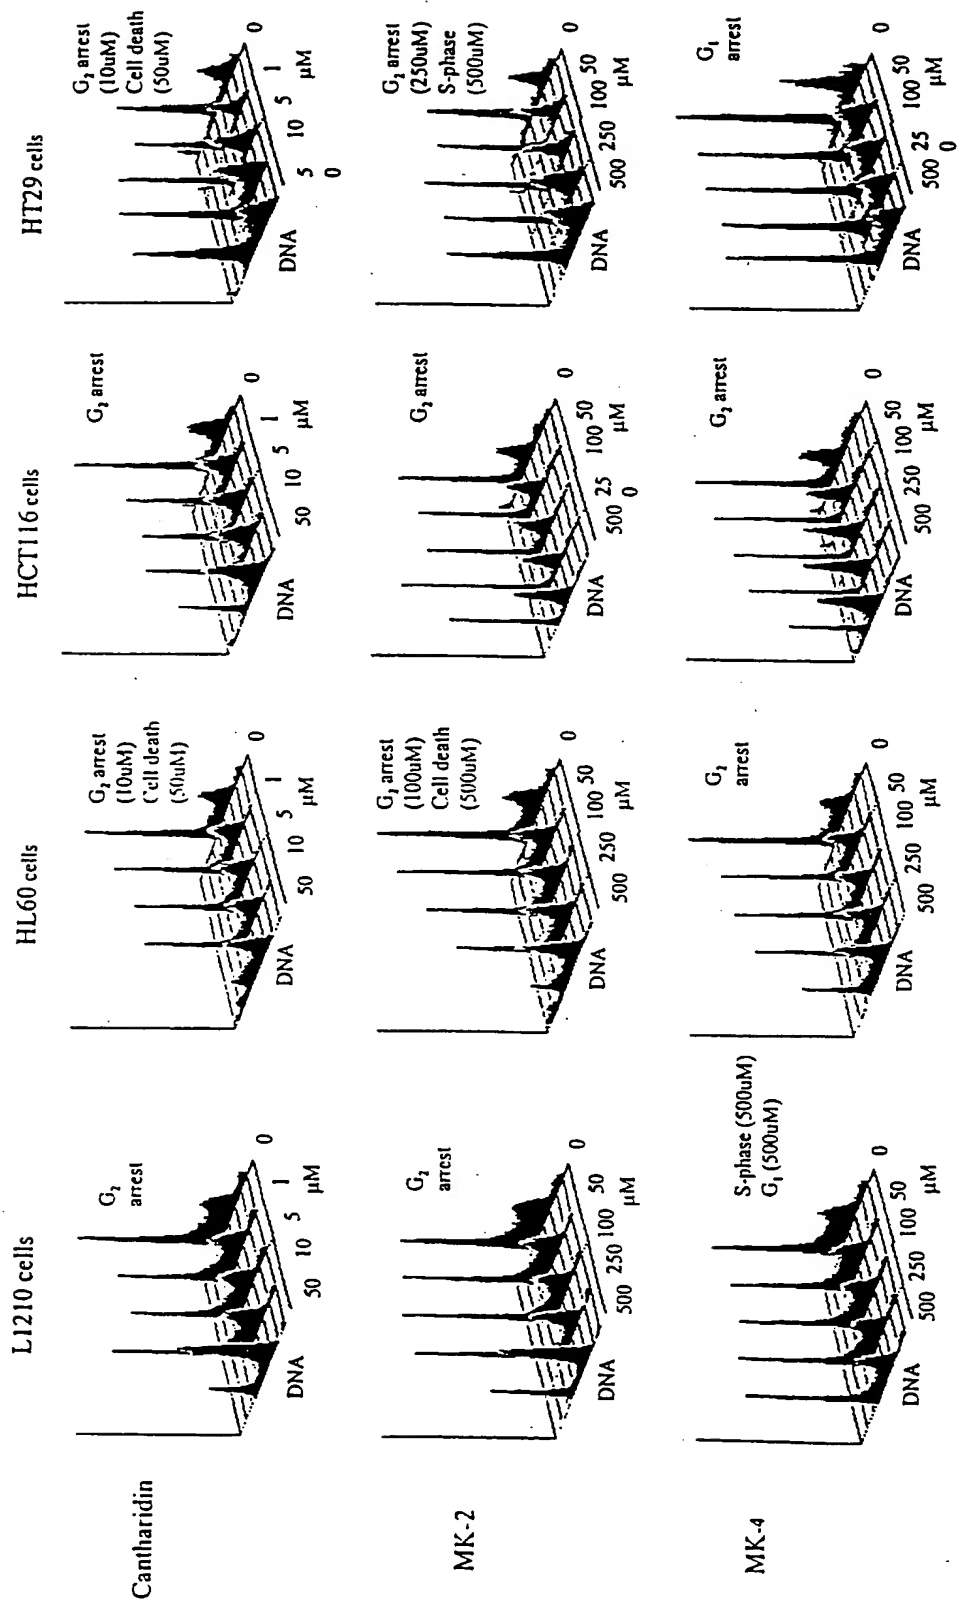 L1210 cells
HL60 cells
HCT116 cells
HT29 cells
Cantharidin
G₂
arrest
DNA
50
10
5
1
0
µM
G₂ arrest
(10uM)
Cell death
(50uM)
DNA
50
10
5
1
0
µM
G₂ arrest
DNA
50
10
5
1
0
µM
G₂ arrest
(10uM)
Cell death
(50uM)
DNA
5
0
10
5
1
0
µM
MK-2
G₂
arrest
DNA
500
250
100
50
0
µM
G₂ arrest
(100uM)
Cell death
(500uM)
DNA
500
250
100
50
0
µM
G₂ arrest
DNA
500
25
0
100
50
0
µM
G₂ arrest
(250uM)
S-phase
(500uM)
DNA
500
250
100
50
0
µM
MK-4
S-phase (500uM)
G₁ (500uM)
DNA
500
250
100
50
0
µM
G₂
arrest
DNA
500
250
100
50
0
µM
G₂ arrest
DNA
500
250
100
50
0
µM
G₁
arrest
DNA
500
25
0
100
50
0
µM